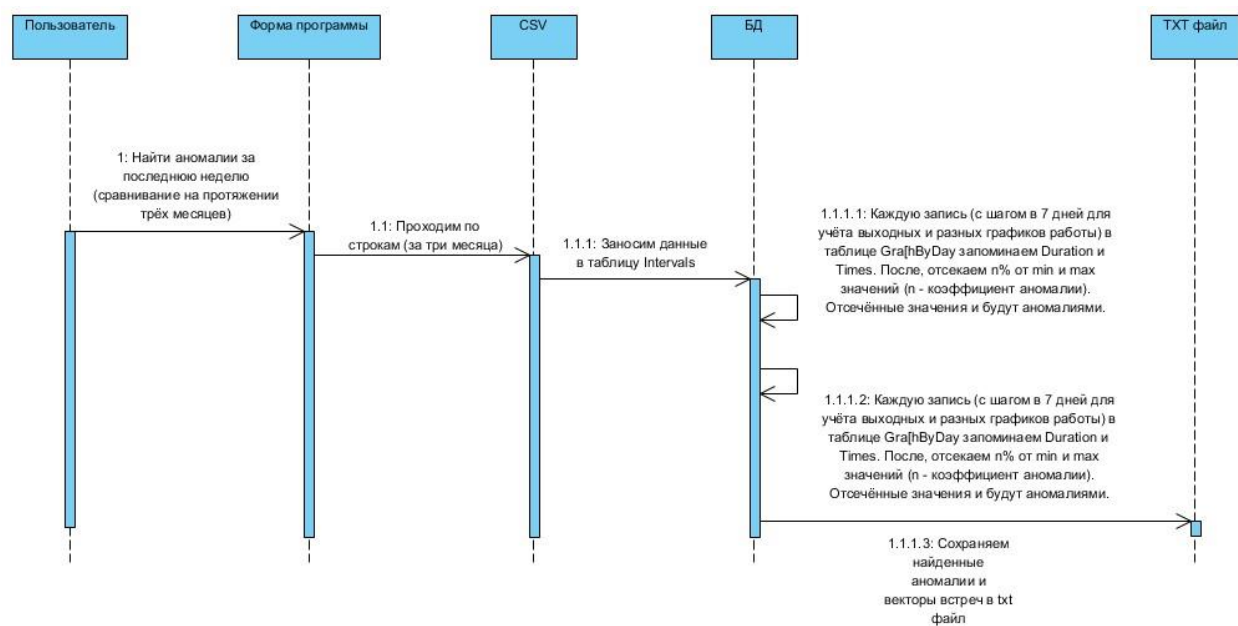 Пользователь
Форма программы
CSV
БД
TXT файл
1: Найти аномалии за
последнюю неделю
(сравнивание на протяжении
трёх месяцев)
1.1: Проходим по
строкам (за три месяца)
1.1.1: Заносим данные
в таблицу Intervals
1.1.1.1: Каждую запись (с шагом в 7 дней для
учёта выходных и разных графиков работы) в
таблице Gra[hByDay запоминаем Duration и
Times. После, отсекаем n% от min и max
значений (n - коэффициент аномалии).
Отсечённые значения и будут аномалиями.
1.1.1.2: Каждую запись (с шагом в 7 дней для
учёта выходных и разных графиков работы) в
таблице Gra[hByDay запоминаем Duration и
Times. После, отсекаем n% от min и max
значений (n - коэффициент аномалии).
Отсечённые значения и будут аномалиями.
1.1.1.3: Сохраняем
найденные
аномалии и
векторы встреч в txt
файл